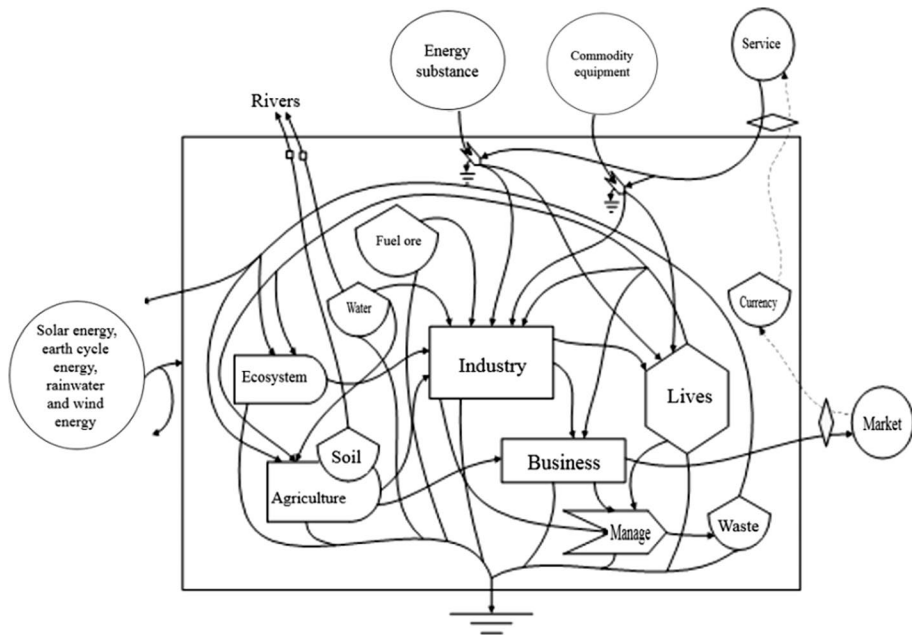 Energy
substance
Commodity
equipment
Service
Rivers
Fuel ore
Water
Currency
Solar energy,
earth cycle
energy,
rainwater
and wind
energy
Ecosystem
Industry
Lives
Market
Soil
Agriculture
Business
Manage
Waste